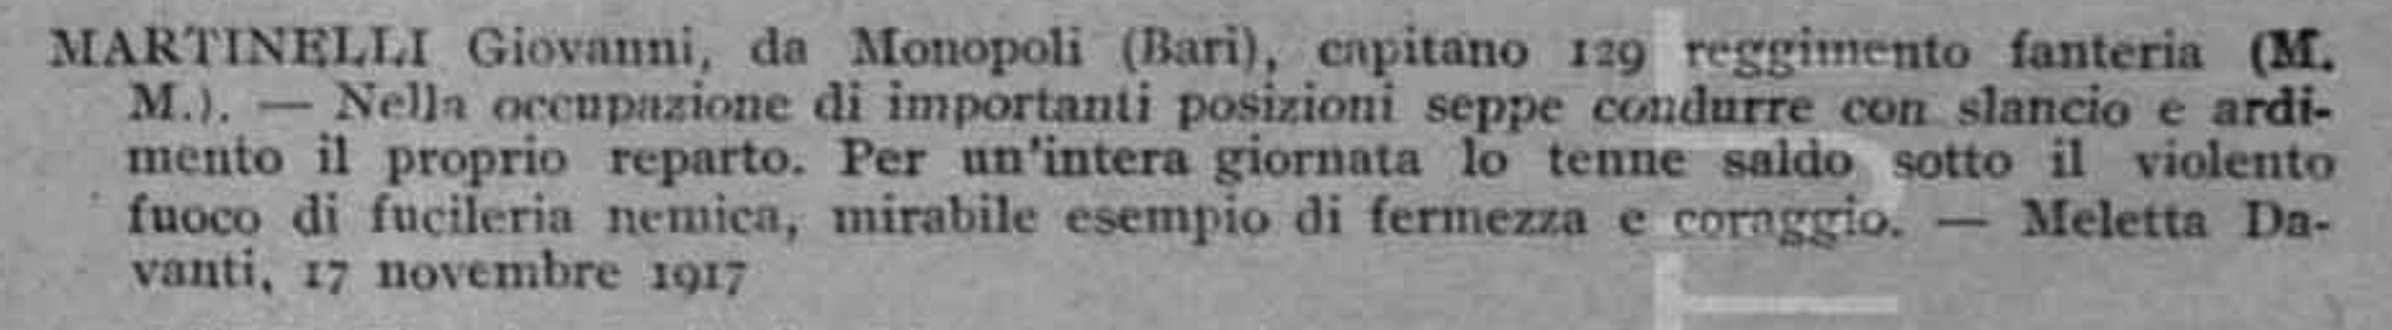 MARTINELLI Giovanni, da Monopoli (Bari), capitano 129 reggimento fanteria (M.
M.). — Nella occupazione di importanti posizioni seppe condurre con slancio e ardi-
mento il proprio reparto. Per un'intera giornata lo tenne saldo sotto il violento
fuoco di fucileria nemica, mirabile esempio di fermezza e coraggio. — Meletta Da-
vanti, 17 novembre 1917